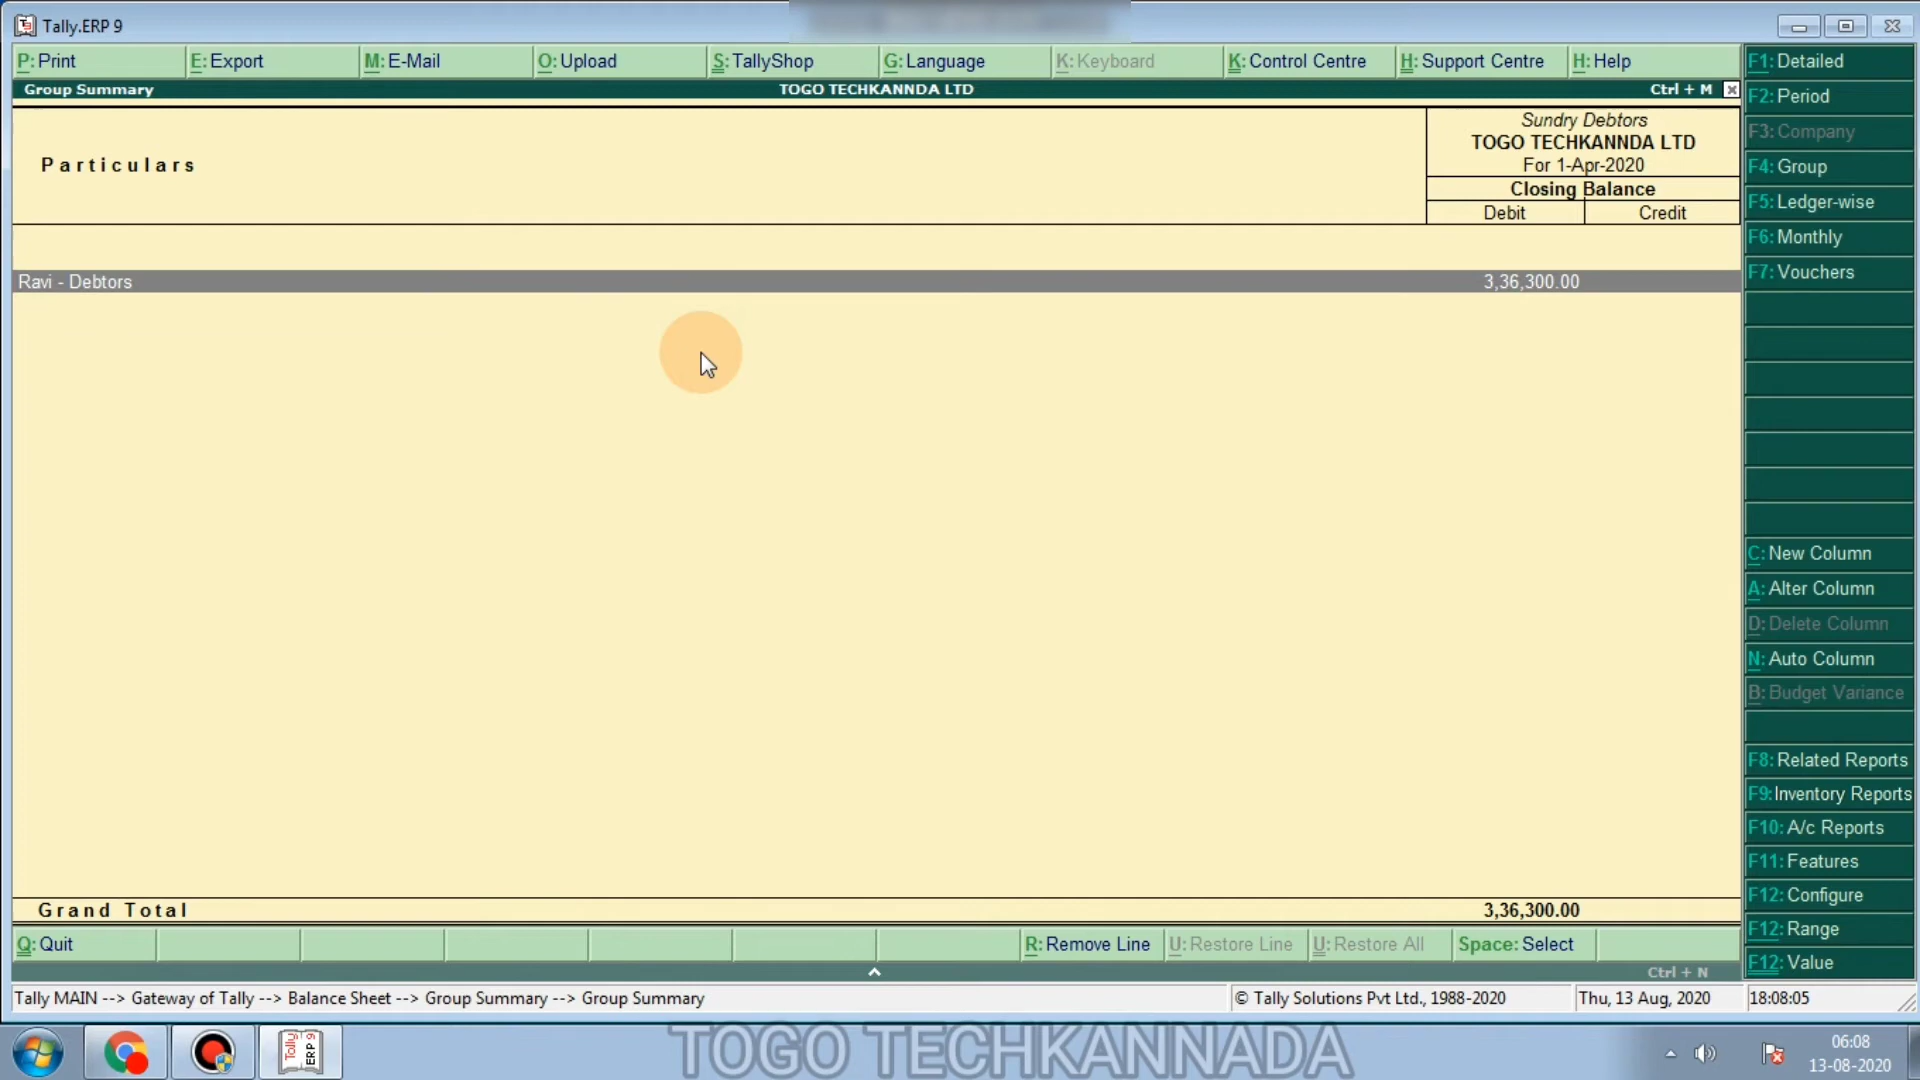 Tally.ERP 9
P: Print E: Export M: E-Mail O: Upload S: TallyShop G: Language K: Keyboard K: Control Centre H: Support Centre H: Help
Group Summary TOGO TECHKANNDA LTD Ctrl + M
Particulars
Sundry Debtors
TOGO TECHKANNDA LTD
For 1-Apr-2020
Closing Balance
Debit Credit
Ravi - Debtors 3,36,300.00
Grand Total 3,36,300.00
Q: Quit R: Remove Line U: Restore Line U: Restore All Space: Select
Ctrl + N
Tally MAIN --> Gateway of Tally --> Balance Sheet --> Group Summary --> Group Summary © Tally Solutions Pvt Ltd., 1988-2020 Thu, 13 Aug, 2020 18:08:05
F1: Detailed
F2: Period
F3: Company
F4: Group
F5: Ledger-wise
F6: Monthly
F7: Vouchers
C: New Column
A: Alter Column
D: Delete Column
N: Auto Column
B: Budget Variance
F8: Related Reports
F9: Inventory Reports
F10: A/c Reports
F11: Features
F12: Configure
F12: Range
F12: Value
Tally ERP 9
TOGO TECHKANNADA
06:08
13-08-2020